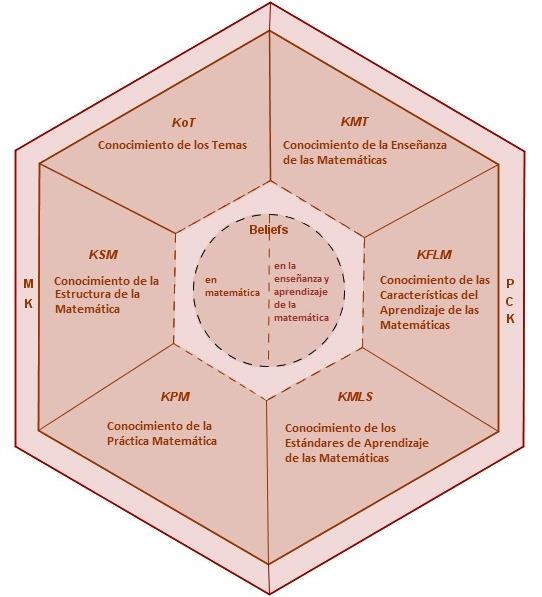 KoT
Conocimiento de los Temas
KMT
Conocimiento de la Enseñanza
de las Matemáticas
M
K
KSM
Conocimiento de la
Estructura de la
Matemática
Beliefs
en
matemática
en la
enseñanza y
aprendizaje
de la
matemática
KFLM
Conocimiento de las
Características del
Aprendizaje de las
Matemáticas
P
C
K
KPM
Conocimiento de la
Práctica Matemática
KMLS
Conocimiento de los
Estándares de Aprendizaje
de las Matemáticas